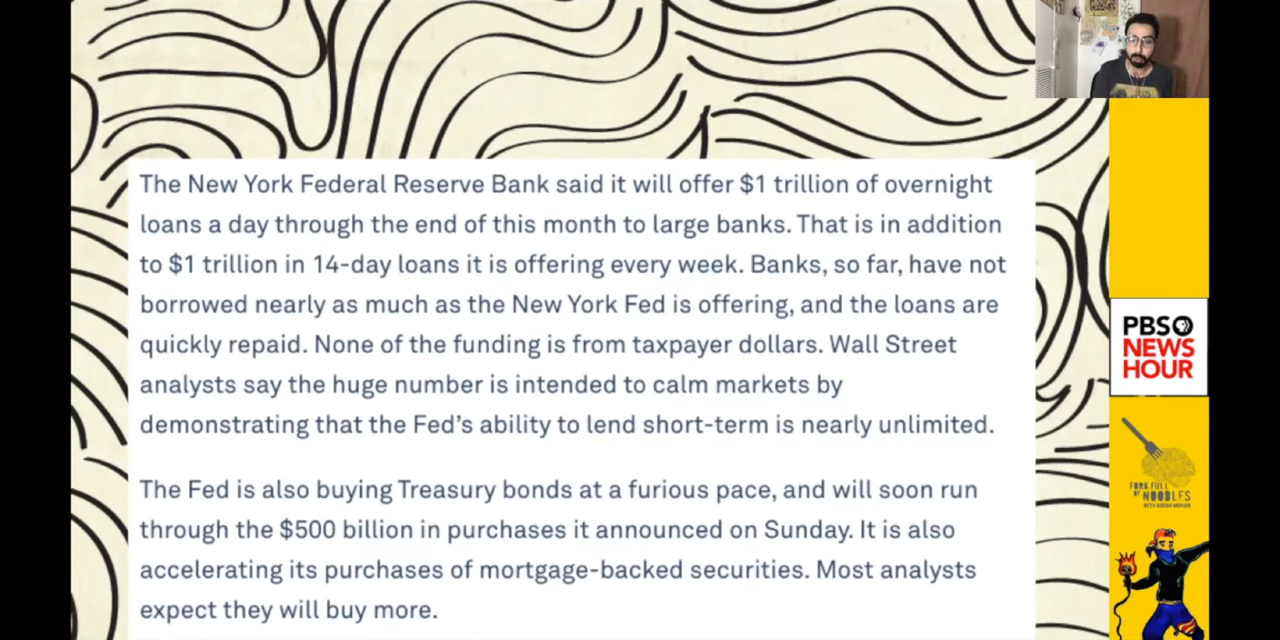 The New York Federal Reserve Bank said it will offer $1 trillion of overnight
loans a day through the end of this month to large banks. That is in addition
to $1 trillion in 14-day loans it is offering every week. Banks, so far, have not
borrowed nearly as much as the New York Fed is offering, and the loans are
quickly repaid. None of the funding is from taxpayer dollars. Wall Street
analysts say the huge number is intended to calm markets by
demonstrating that the Fed's ability to lend short-term is nearly unlimited.
The Fed is also buying Treasury bonds at a furious pace, and will soon run
through the $500 billion in purchases it announced on Sunday. It is also
accelerating its purchases of mortgage-backed securities. Most analysts
expect they will buy more.
PBS
NEWS
HOUR
FORK FULL
OF NOODLES